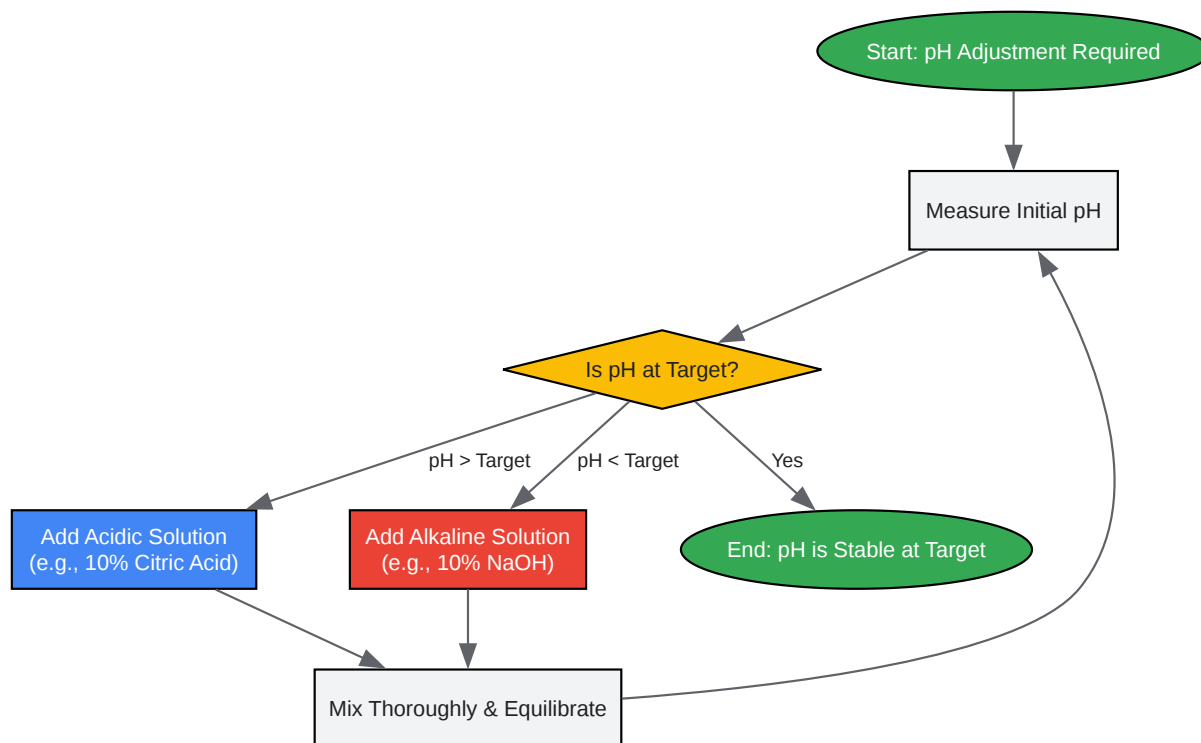 Start: pH Adjustment Required
Measure Initial pH
Is pH at Target?
pH > Target
pH < Target
Yes
Add Acidic Solution
(e.g., 10% Citric Acid)
Add Alkaline Solution
(e.g., 10% NaOH)
End: pH is Stable at Target
Mix Thoroughly & Equilibrate